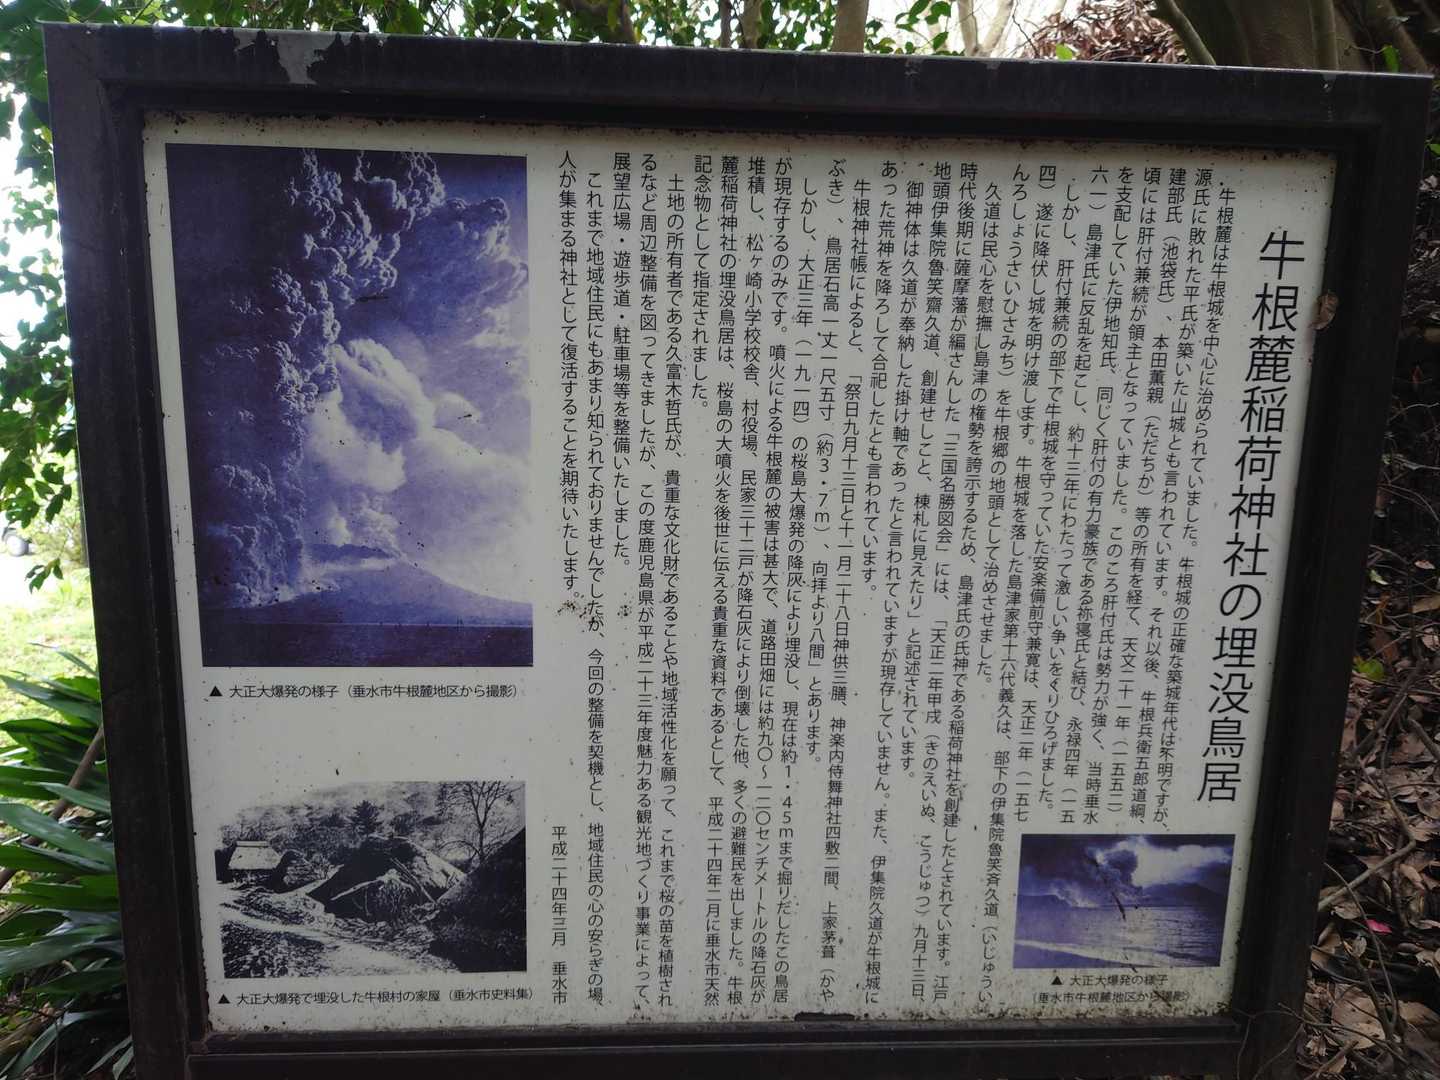 牛根麓稲荷神社の埋没鳥居
牛根麓は牛根城を中心に治められていました。牛根城の正確な築城年代は不明ですが、
源氏に敗れた平氏が築いた山城とも言われています。それ以後、牛根兵衛五郎道綱、
建部氏（池袋氏）、本田薫親（ただちか）等の所有を経て、天文二十一年（一五五二）
頃には肝付兼続が領主となっていました。このころ肝付氏は勢力が強く、当時垂水
を支配していた伊地知氏、同じく肝付の有力豪族である祢寝氏と結び、永禄四年（一五
六一）島津氏に反乱を起こし、約十三年にわたって激しい争いをくりひろげました。
しかし、肝付兼続の部下で牛根城を守っていた安楽備前守兼寛は、天正二年（一五七
四）遂に降伏し城を明け渡します。牛根城を落した島津家第十六代義久は、部下の伊集院魯笑斉久道（いじゅうい
んろしょうさいひさみち）を牛根郷の地頭として治めさせました。
久道は民心を慰撫し島津の権勢を誇示するため、島津氏の氏神である稲荷神社を創建したとされています。江戸
時代後期に薩摩藩が編さんした「三国名勝図会」には、「天正二年甲戌（きのえいぬ、こうじゅつ）九月十三日、
地頭伊集院魯笑齋久道、創建せしこと、棟札に見えたり」と記述されています。
御神体は久道が奉納した掛け軸であったと言われていますが現存していません。また、伊集院久道が牛根城に
あった荒神を降ろして合祀したとも言われています。
牛根神社帳によると、「祭日九月十三日と十一月二十八日神供三膳、神楽内侍舞神社四敷二間、上家茅葺（かや
ぶき）、鳥居石高一丈一尺五寸（約３・７ｍ）、向拝より八間」とあります。
しかし、大正三年（一九一四）の桜島大爆発の降灰により埋没し、現在は約１・４５ｍまで掘りだしたこの鳥居
が現存するのみです。噴火による牛根麓の被害は甚大で、道路田畑には約九〇～一二〇センチメートルの降石灰が
堆積し、松ヶ崎小学校校舎、村役場、民家三十二戸が降石灰により倒壊した他、多くの避難民を出しました。牛根
麓稲荷神社の埋没鳥居は、桜島の大噴火を後世に伝える貴重な資料であるとして、平成二十四年二月に垂水市天然
記念物として指定されました。
土地の所有者である久富木哲氏が、貴重な文化財であることや地域活性化を願って、これまで桜の苗を植樹され
るなど周辺整備を図ってきましたが、この度鹿児島県が平成二十三年度魅力ある観光地づくり事業によって、
展望広場・遊歩道・駐車場等を整備いたしました。
これまで地域住民にもあまり知られておりませんでしたが、今回の整備を契機とし、地域住民の心の安らぎの場、
人が集まる神社として復活することを期待いたします。
平成二十四年三月　垂水市
▲ 大正大爆発の様子
（垂水市牛根麓地区から撮影）
▲ 大正大爆発の様子（垂水市牛根麓地区から撮影）
▲ 大正大爆発で埋没した牛根村の家屋（垂水市史料集）